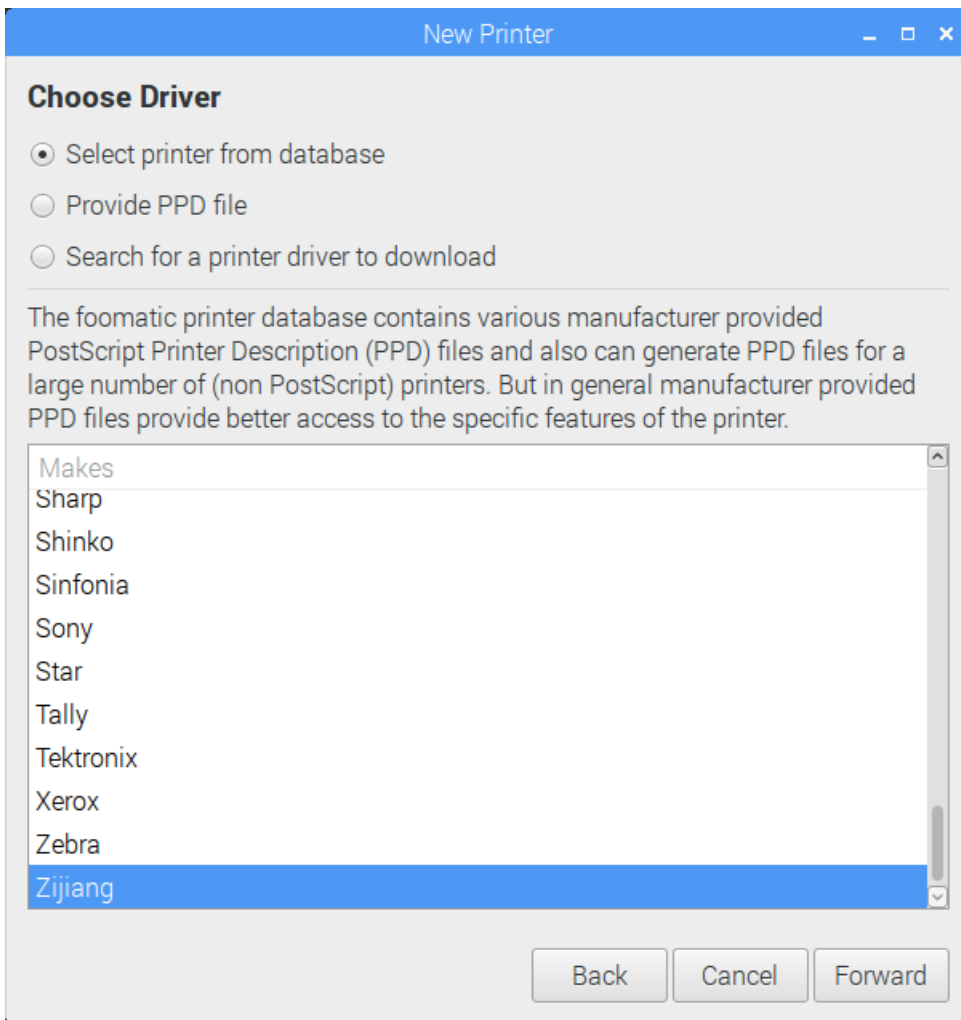 New Printer
Choose Driver
Select printer from database
Provide PPD file
Search for a printer driver to download
The foomatic printer database contains various manufacturer provided
PostScript Printer Description (PPD) files and also can generate PPD files for a
large number of (non PostScript) printers. But in general manufacturer provided
PPD files provide better access to the specific features of the printer.
Makes
Sharp
Shinko
Sinfonia
Sony
Star
Tally
Tektronix
Xerox
Zebra
Zijiang
Back Cancel Forward